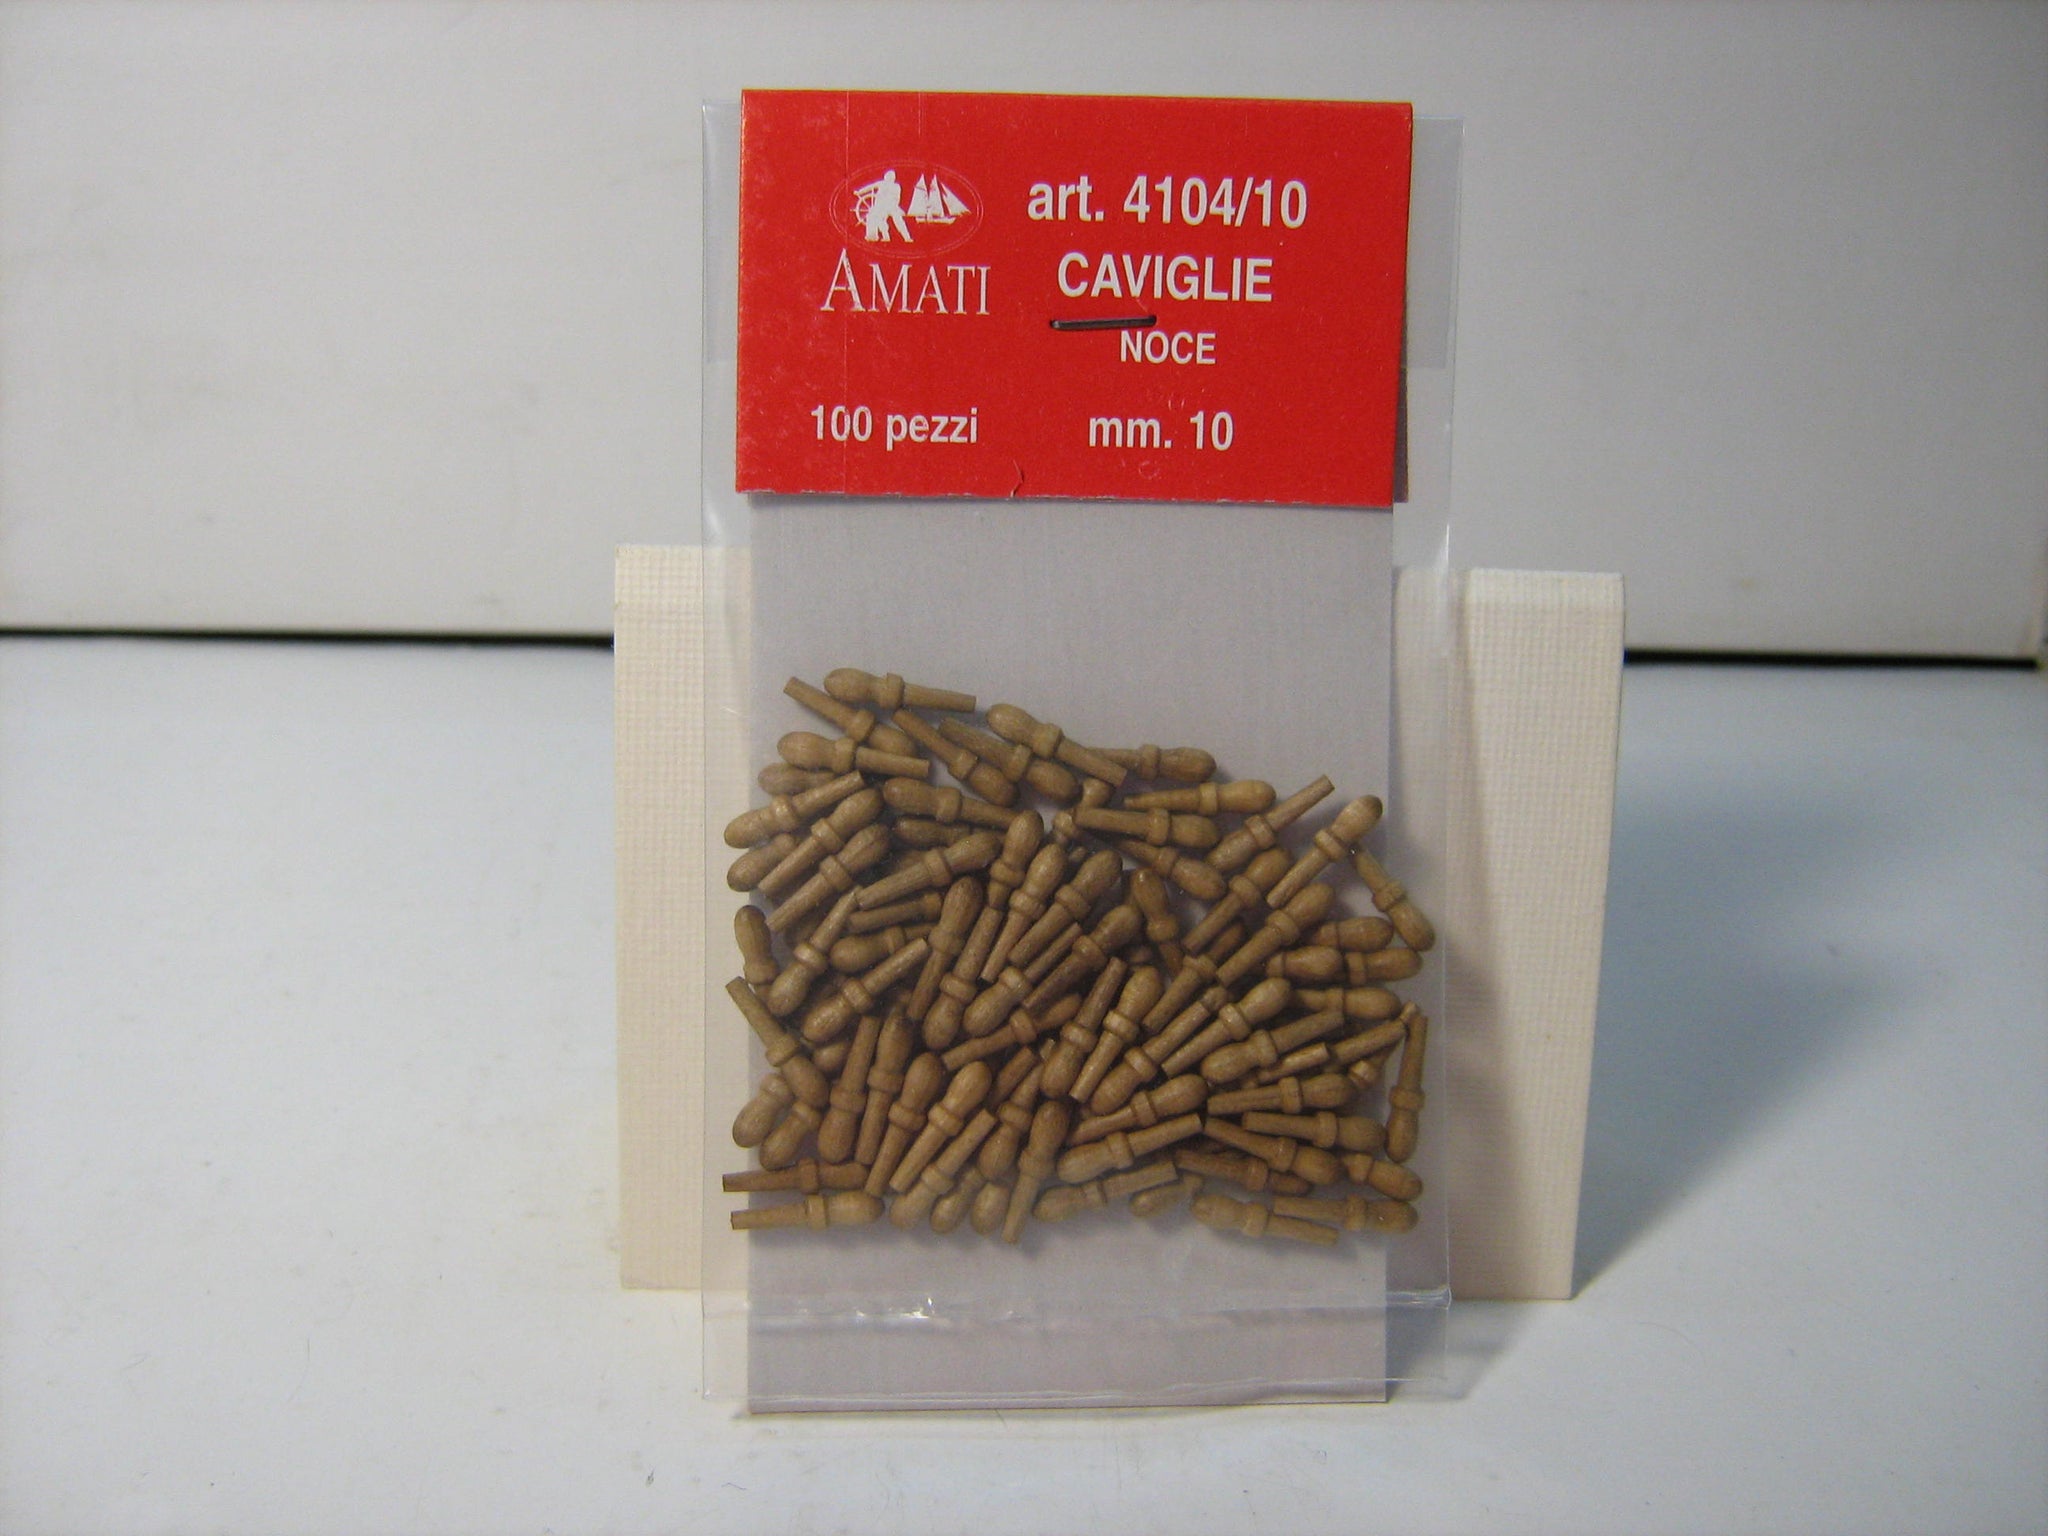 AMATI
art. 4104/10
CAVIGLIE
NOCE
100 pezzi
mm. 10